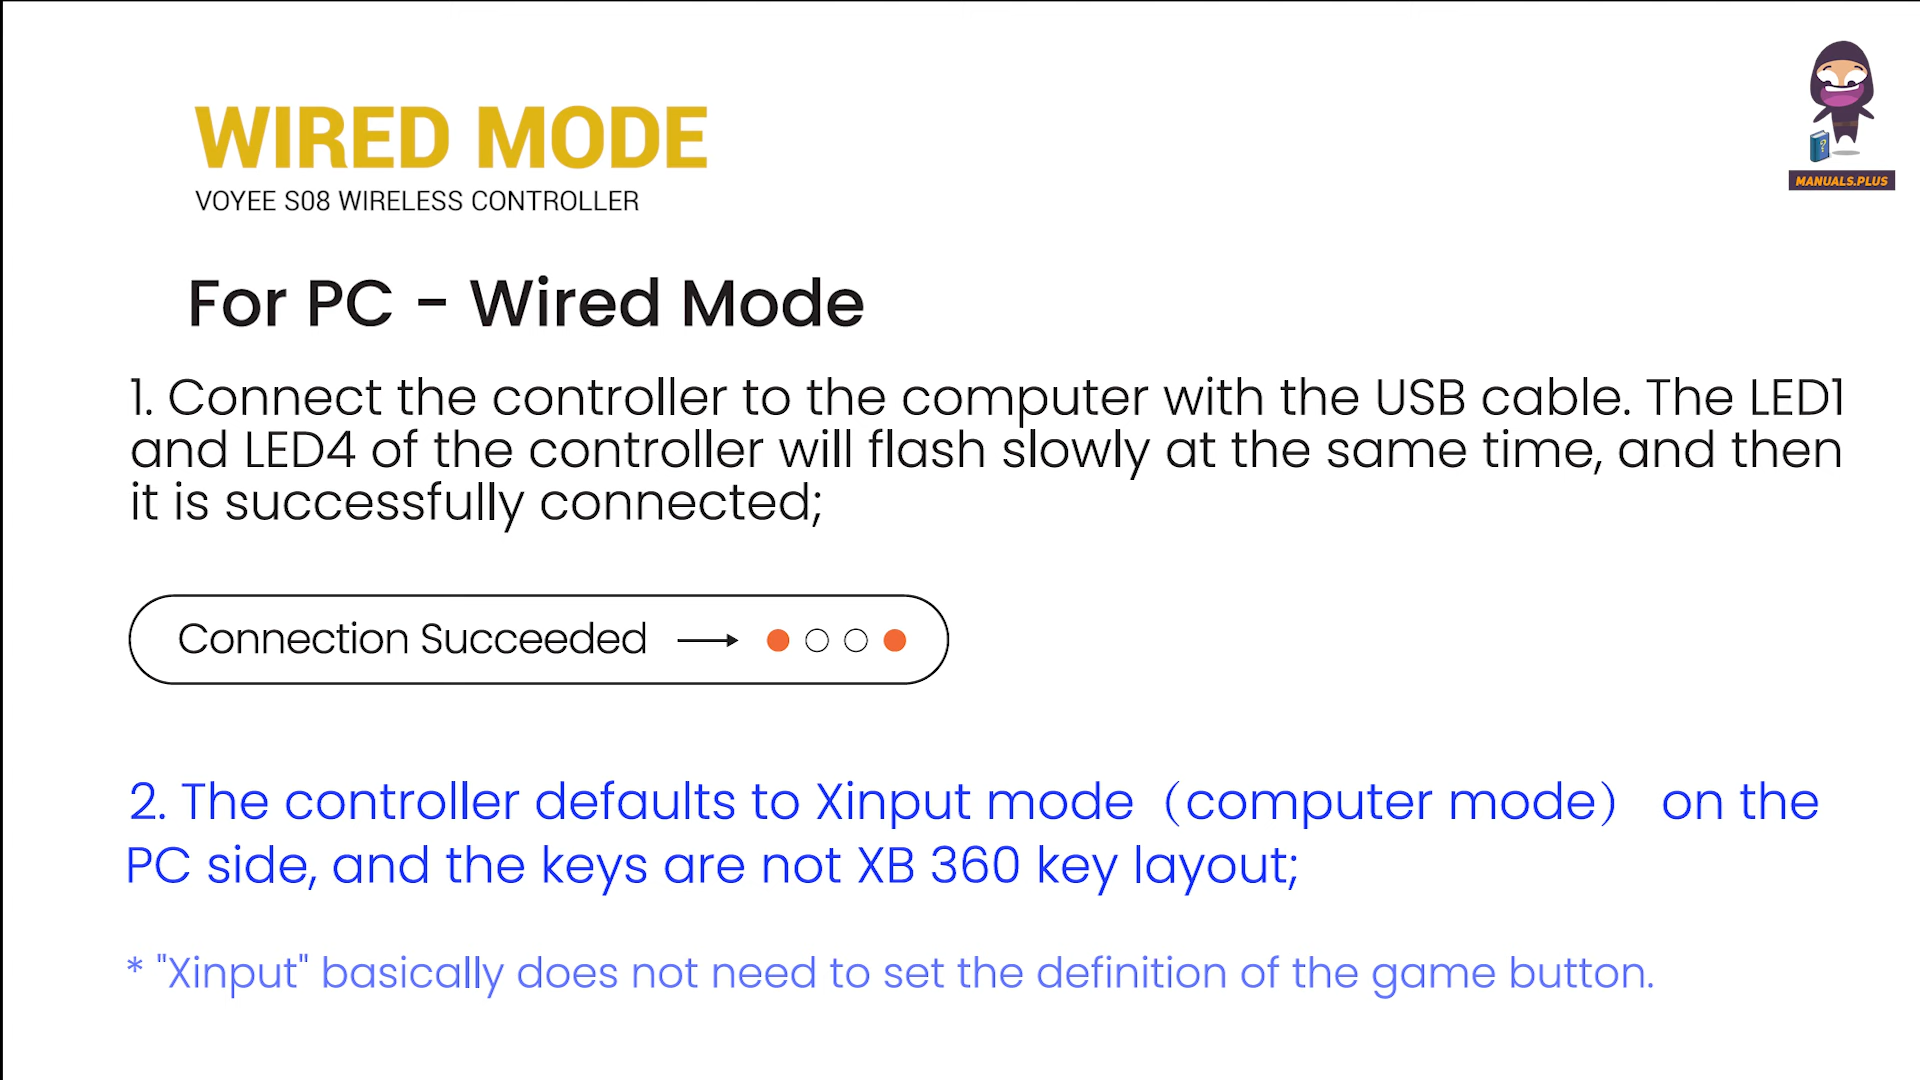 WIRED MODE
VOYEE S08 WIRELESS CONTROLLER
MANUALS.PLUS
For PC - Wired Mode
1. Connect the controller to the computer with the USB cable. The LED1
and LED4 of the controller will flash slowly at the same time, and then
it is successfully connected;
Connection Succeeded
2. The controller defaults to Xinput mode（computer mode） on the
PC side, and the keys are not XB 360 key layout;
* "Xinput" basically does not need to set the definition of the game button.